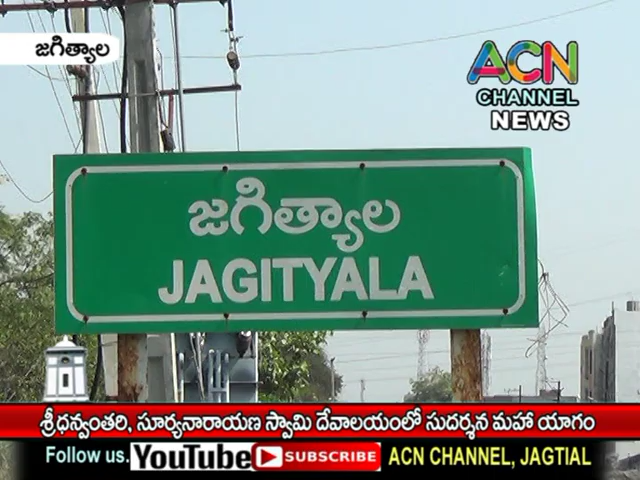 జగిత్యాల
ACN
CHANNEL
NEWS
జగిత్యాల
JAGITYALA
శ్రీధన్వంతరి, సూర్యనారాయణ స్వామి దేవాలయంలో సుదర్శన మహా యాగం
Follow us. YouTube SUBSCRIBE ACN CHANNEL, JAGTIAL